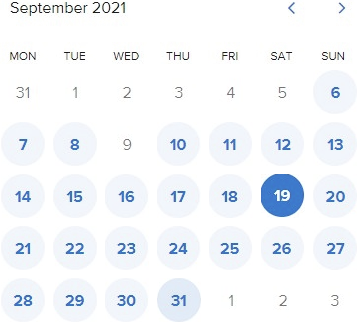 September 2021
MON TUE WED THU FRI SAT SUN
31 1 2 3 4 5 6
7 8 9 10 11 12 13
14 15 16 17 18 19 20
21 22 23 24 25 26 27
28 29 30 31 1 2 3